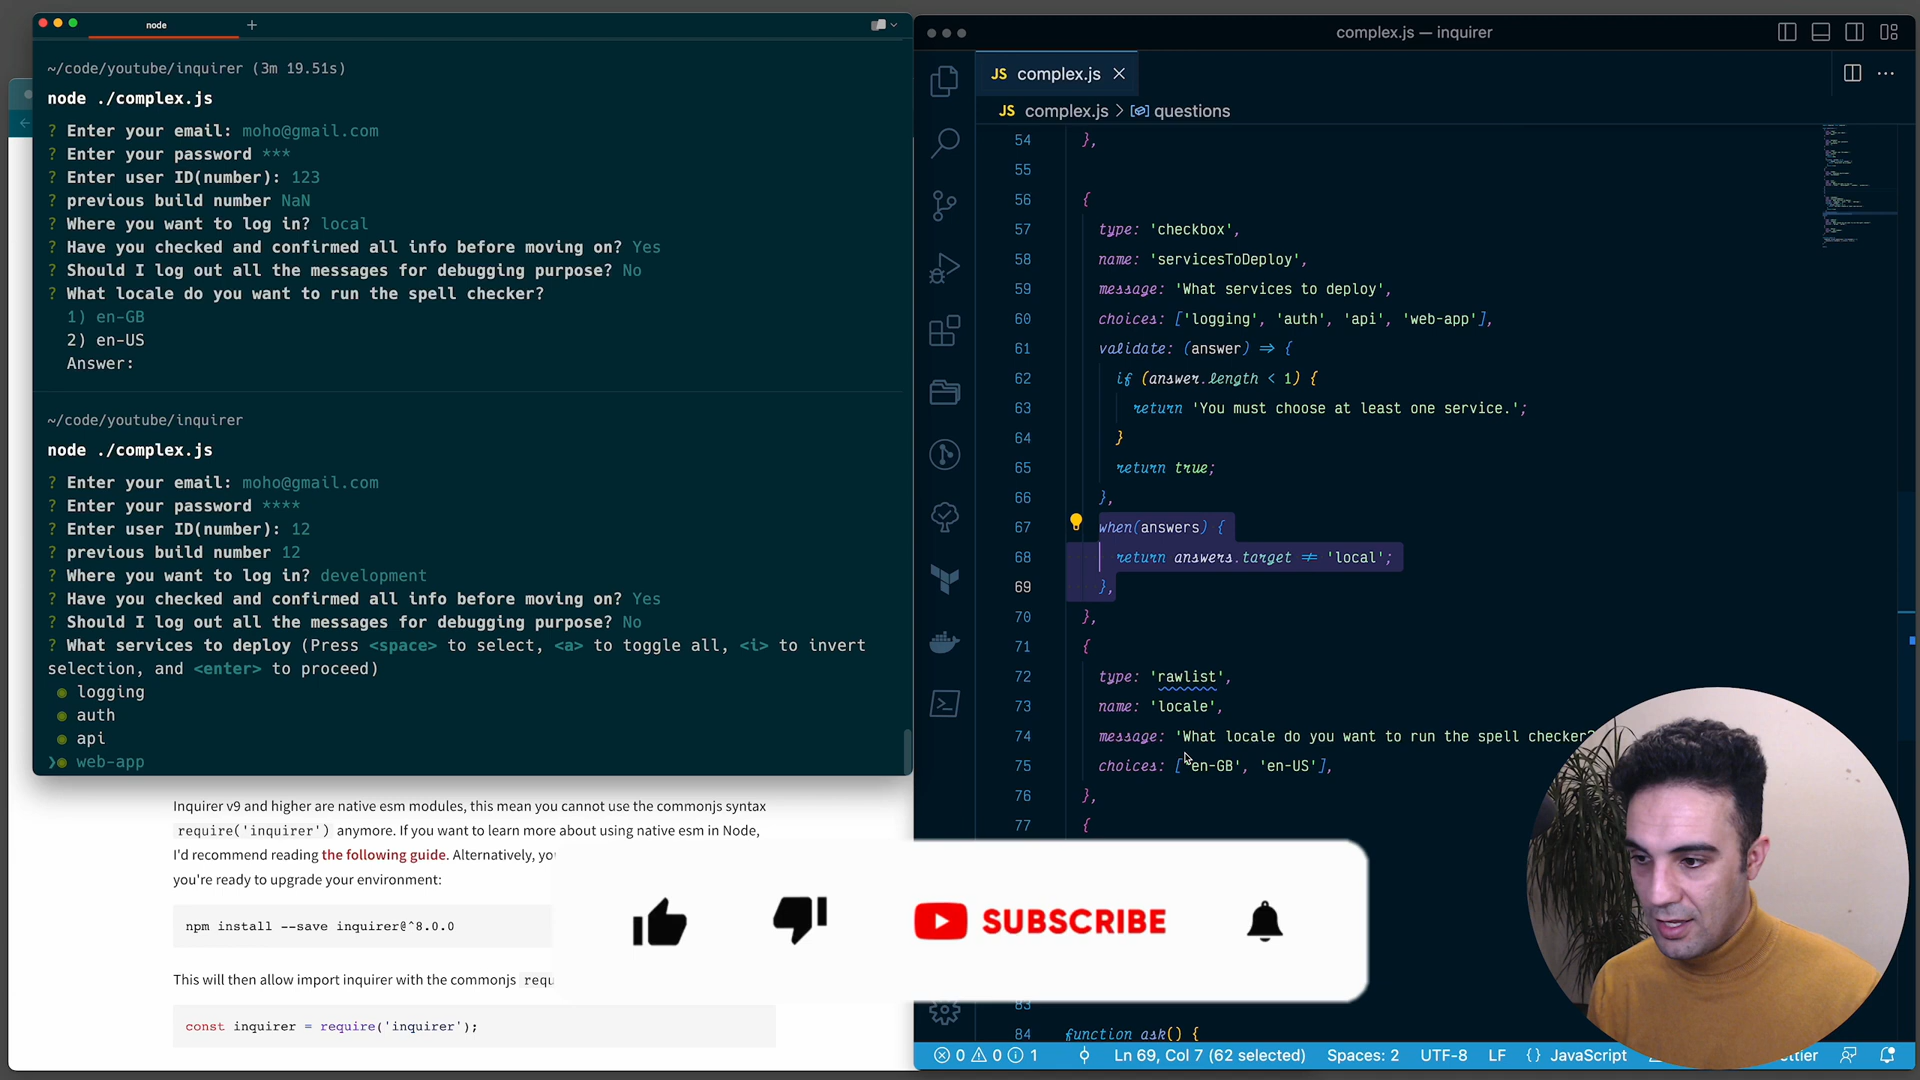 node
~/code/youtube/inquirer (3m 19.51s)
node ./complex.js
? Enter your email: moho@gmail.com
? Enter your password ***
? Enter user ID(number): 123
? previous build number NaN
? Where you want to log in? local
? Have you checked and confirmed all info before moving on? Yes
? Should I log out all the messages for debugging purpose? No
? What locale do you want to run the spell checker?
1) en-GB
2) en-US
Answer:
~/code/youtube/inquirer
node ./complex.js
? Enter your email: moho@gmail.com
? Enter your password ****
? Enter user ID(number): 12
? previous build number 12
? Where you want to log in? development
? Have you checked and confirmed all info before moving on? Yes
? Should I log out all the messages for debugging purpose? No
? What services to deploy (Press <space> to select, <a> to toggle all, <i> to invert
selection, and <enter> to proceed)
◉ logging
◉ auth
◉ api
❯◉ web-app
Inquirer v9 and higher are native esm modules, this mean you cannot use the commonjs syntax
require('inquirer') anymore. If you want to learn more about using native esm in Node,
I'd recommend reading the following guide. Alternatively,
you're ready to upgrade your environment:
npm install --save inquirer@^8.0.0
This will then allow import inquirer with the commonjs
const inquirer = require('inquirer');
complex.js — inquirer
JS complex.js
JS complex.js > questions
54 },
55
56 {
57 type: 'checkbox',
58 name: 'servicesToDeploy',
59 message: 'What services to deploy',
60 choices: ['logging', 'auth', 'api', 'web-app'],
61 validate: (answer) => {
62 if (answer.length < 1) {
63 return 'You must choose at least one service.';
64 }
65 return true;
66 },
67 when(answers) {
68 return answers.target != 'local';
69 },
70 },
71 {
72 type: 'rawlist',
73 name: 'locale',
74 message: 'What locale do you want to run the spell checker?
75 choices: ['en-GB', 'en-US'],
76 },
77 {
83
84 function ask() {
SUBSCRIBE
0 0 1 Ln 69, Col 7 (62 selected) Spaces: 2 UTF-8 LF {} JavaScript